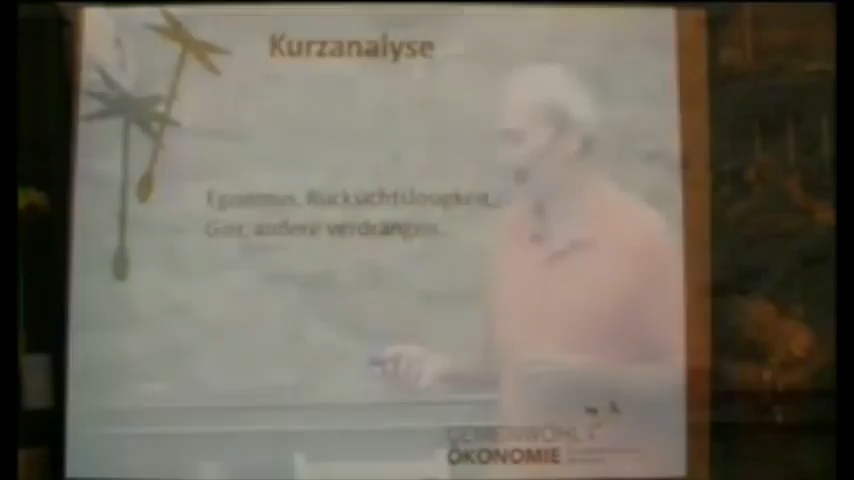 Kurzanalyse
Egoismus, Rücksichtslosigkeit,
Gier, andere verdrängen.
GEMEINWOHL
ÖKONOMIE